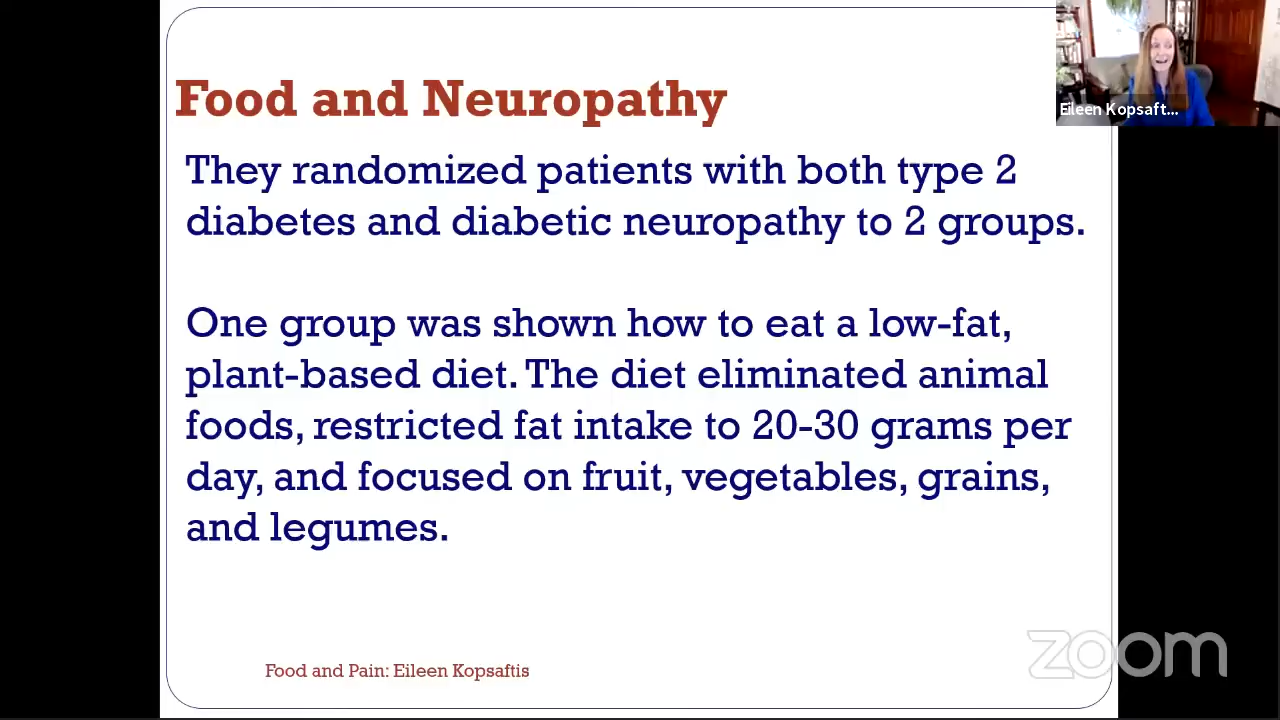 Food and Neuropathy
Eileen Kopsaft...
They randomized patients with both type 2
diabetes and diabetic neuropathy to 2 groups.
One group was shown how to eat a low-fat,
plant-based diet. The diet eliminated animal
foods, restricted fat intake to 20-30 grams per
day, and focused on fruit, vegetables, grains,
and legumes.
Food and Pain: Eileen Kopsaftis
zoom